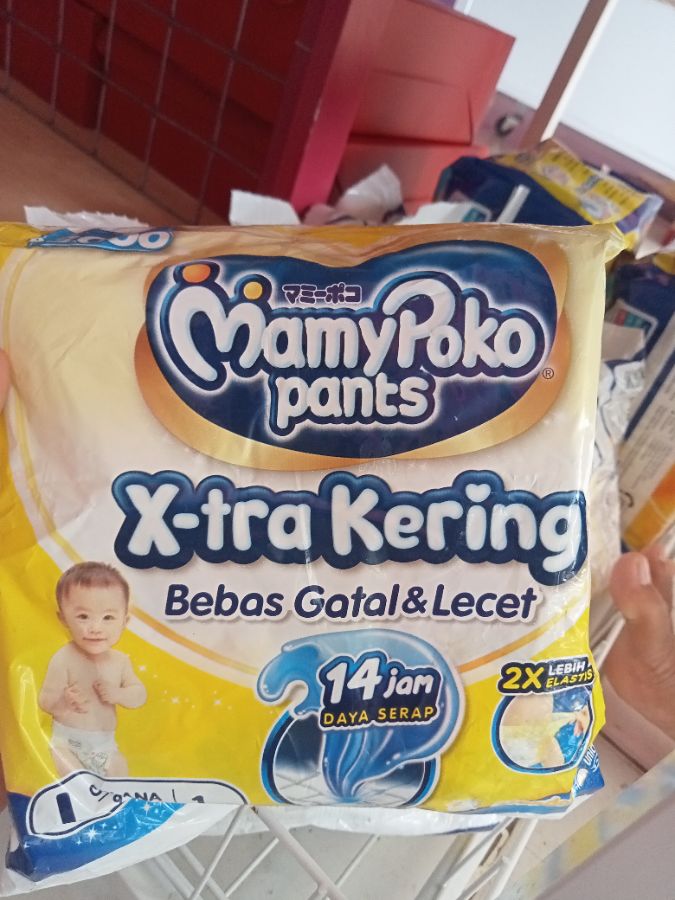 マミーポコ
MamyPoko®
pants
X-tra Kering
Bebas Gatal & Lecet
14 jam
DAYA SERAP
2X LEBIH
ELASTIS